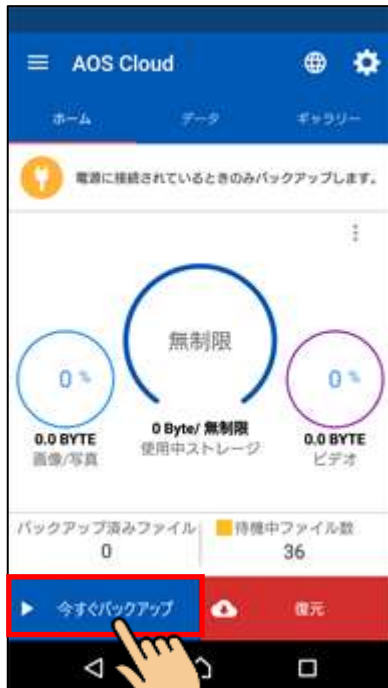 AOS Cloud
ホーム データ ギャラリー
電源に接続されているときのみバックアップします。
無制限
0 %
0 %
0.0 BYTE
画像/写真
0 Byte/ 無制限
使用中ストレージ
0.0 BYTE
ビデオ
バックアップ済みファイル
0
待機中ファイル数
36
今すぐバックアップ
復元